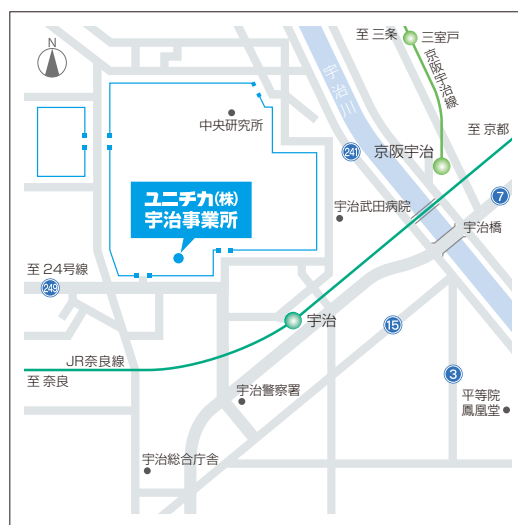 N
至 三条
三室戸
京阪宇治線
宇治川
至 京都
中央研究所
241
京阪宇治
7
ユニチカ(株)
宇治事業所
宇治武田病院
宇治橋
至 24号線
249
宇治
15
JR奈良線
至 奈良
3
宇治警察署
平等院
鳳凰堂
宇治総合庁舎